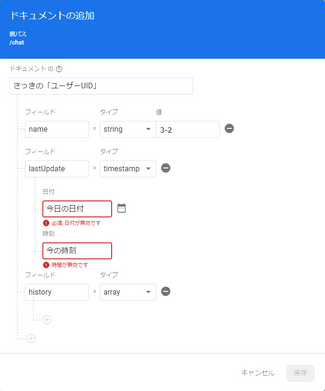 ドキュメントの追加
親パス
/chat
ドキュメント ID
さっきの「ユーザーUID」
フィールド タイプ 値
name = string 3-2
フィールド タイプ
lastUpdate = timestamp
日付
今日の日付
必須, 日付が無効です
時刻
今の時刻
時間が無効です
フィールド タイプ
history = array
キャンセル 保存